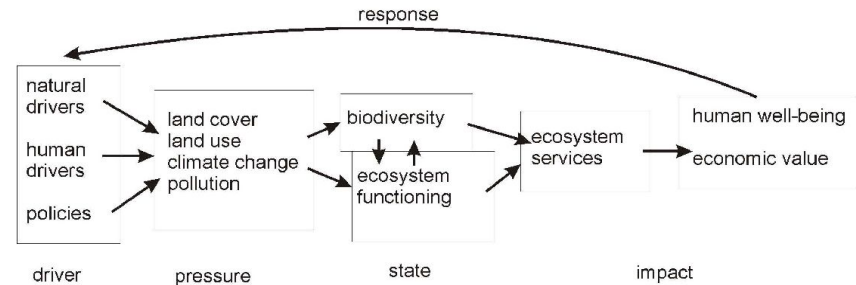 response
natural
drivers
human
drivers
policies
land cover
land use
climate change
pollution
biodiversity
ecosystem
functioning
ecosystem
services
human well-being
economic value
driver
pressure
state
impact